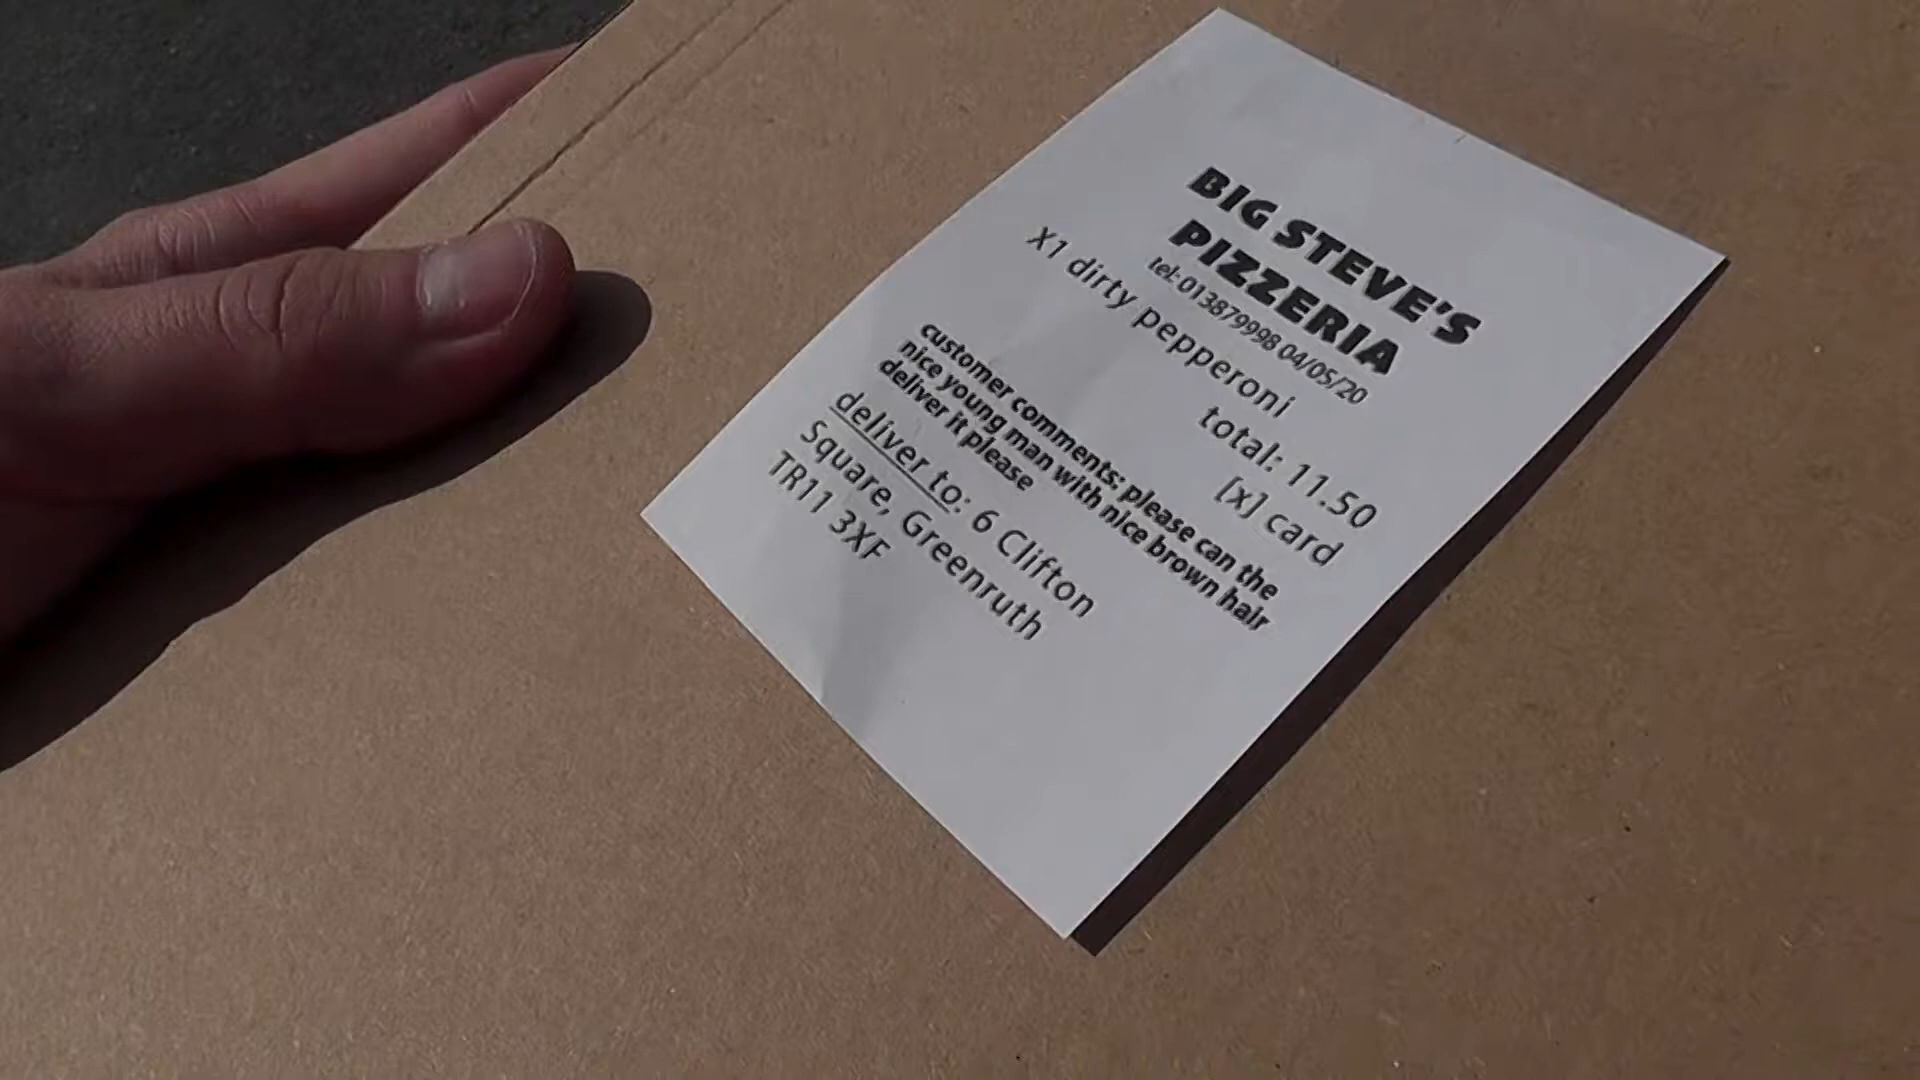 BIG STEVE'S
PIZZERIA
tel: 013879998 04/05/20
X1 dirty pepperoni
total: 11.50
[x] card
customer comments: please can the
nice young man with nice brown hair
deliver it please
deliver to: 6 Clifton
Square, Greenruth
TR11 3XF